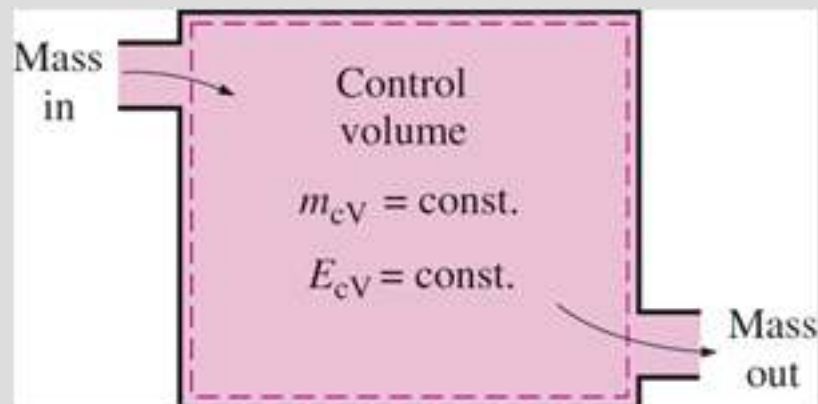 Mass
in
Control
volume
m_cV = const.
E_cV = const.
Mass
out